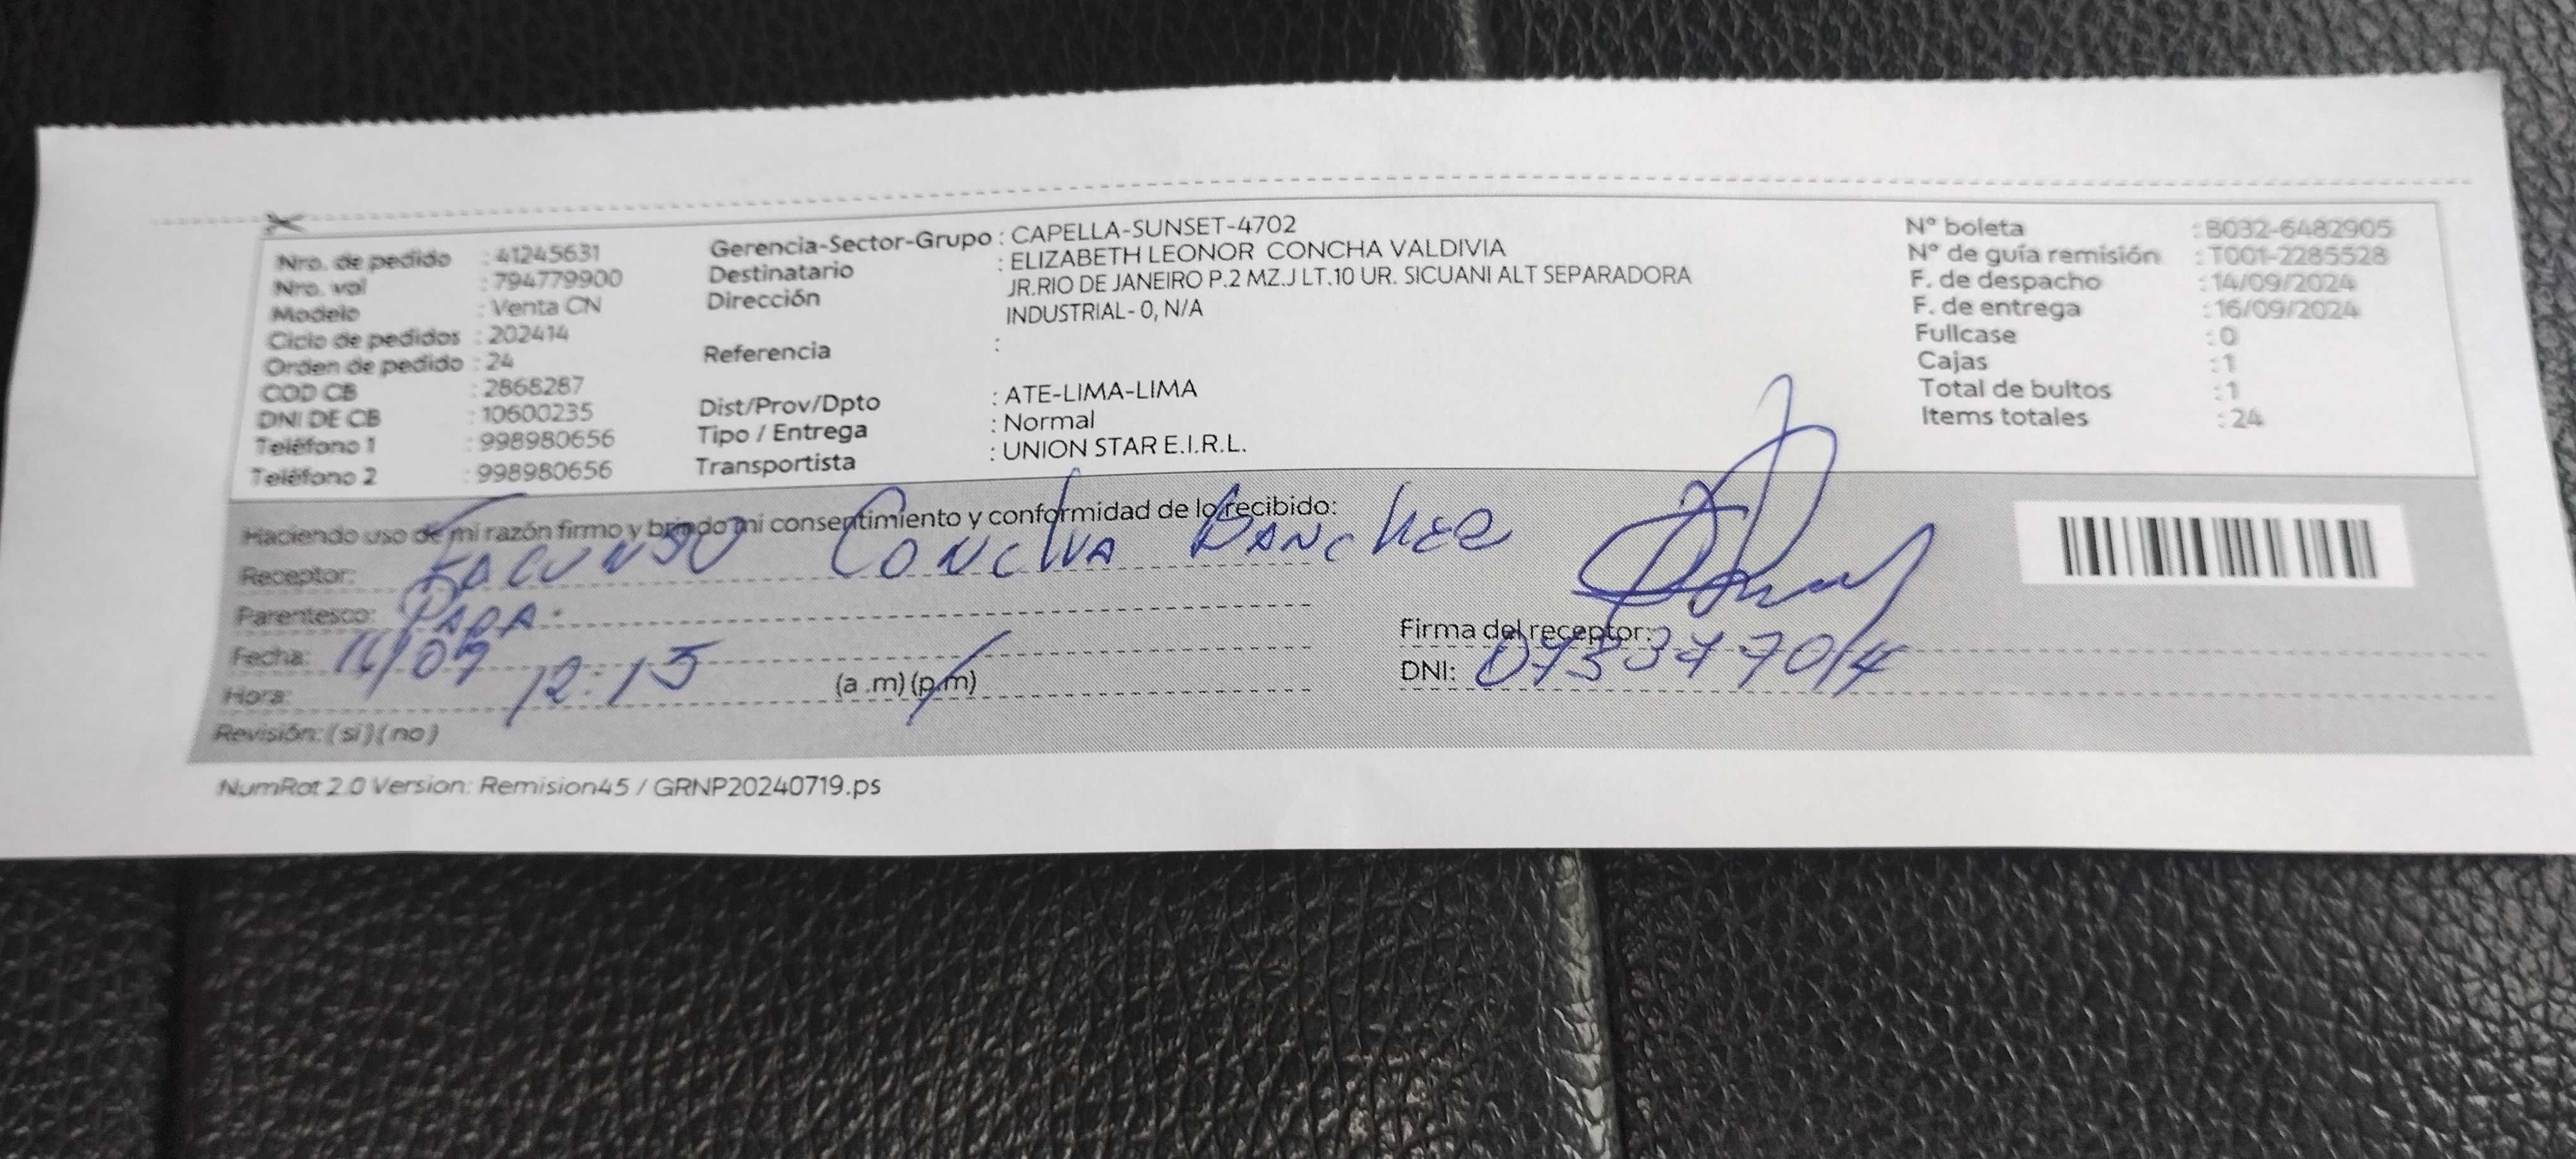 Nro. de pedido : 41245631
Nro. val : 794779900
Modelo : Venta CN
Ciclo de pedidos : 202414
Orden de pedido : 24
COD CB : 2868287
DNI DE CB : 10600235
Teléfono 1 : 998980656
Teléfono 2 : 998980656
Gerencia-Sector-Grupo : CAPELLA-SUNSET-4702
Destinatario : ELIZABETH LEONOR CONCHA VALDIVIA
Dirección : JR.RIO DE JANEIRO P.2 MZ.J LT.10 UR. SICUANI ALT SEPARADORA
INDUSTRIAL- 0, N/A
Referencia :
Dist/Prov/Dpto : ATE-LIMA-LIMA
Tipo / Entrega : Normal
Transportista : UNION STAR E.I.R.L.
N° boleta : B032-6482905
N° de guía remisión : T001-2285528
F. de despacho : 14/09/2024
F. de entrega : 16/09/2024
Fullcase : 0
Cajas : 1
Total de bultos : 1
Items totales : 24
Haciendo uso de mi razón firmo y brindo mi consentimiento y conformidad de lo recibido:
Receptor: FACUNDO CONCHA SANCHEZ
Parentesco: PAPA.
Fecha: 16/09
Hora: 12:15 (a .m) (p.m)
Revisión: ( si ) ( no )
Firma del receptor:
DNI:
NumRot 2.0 Version: Remision45 / GRNP20240719.ps